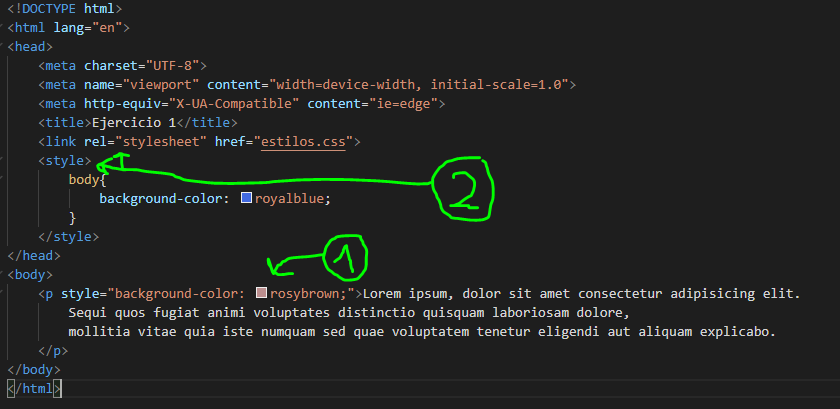 <!DOCTYPE html>
<html lang="en">
<head>
    <meta charset="UTF-8">
    <meta name="viewport" content="width=device-width, initial-scale=1.0">
    <meta http-equiv="X-UA-Compatible" content="ie=edge">
    <title>Ejercicio 1</title>
    <link rel="stylesheet" href="estilos.css">
    <style>
        body{
2
            background-color: royalblue;
        }
    </style>
</head>
1
<body>
    <p style="background-color: rosybrown;">Lorem ipsum, dolor sit amet consectetur adipisicing elit.
        Sequi quos fugiat animi voluptates distinctio quisquam laboriosam dolore,
        mollitia vitae quia iste numquam sed quae voluptatem tenetur eligendi aut aliquam explicabo.
    </p>
</body>
</html>